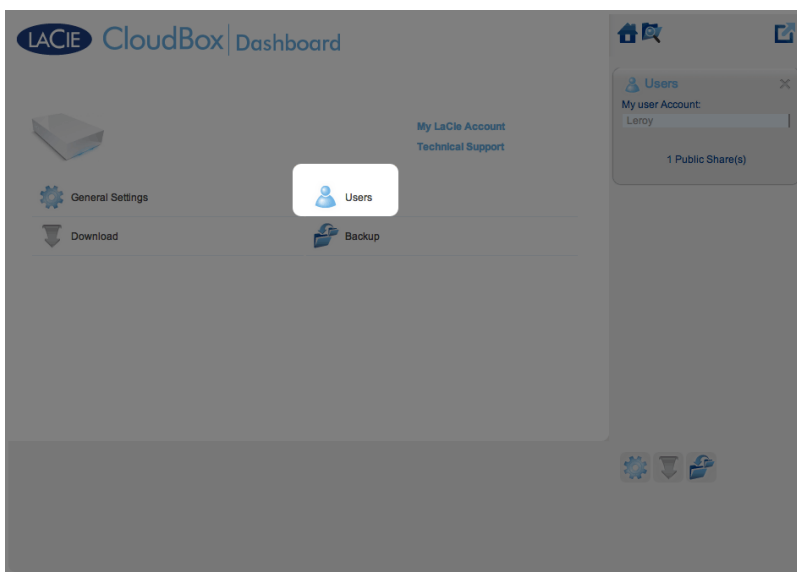 LACIE CloudBox Dashboard
Users
My user Account:
Leroy
1 Public Share(s)
My LaCie Account
Technical Support
General Settings
Users
Download
Backup